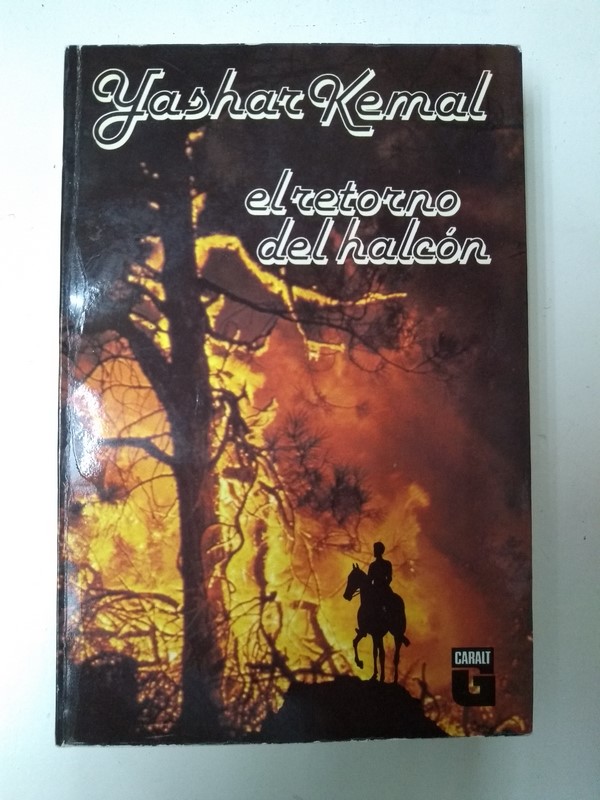 Yashar Kemal
el retorno
del halcón
CARALT
G